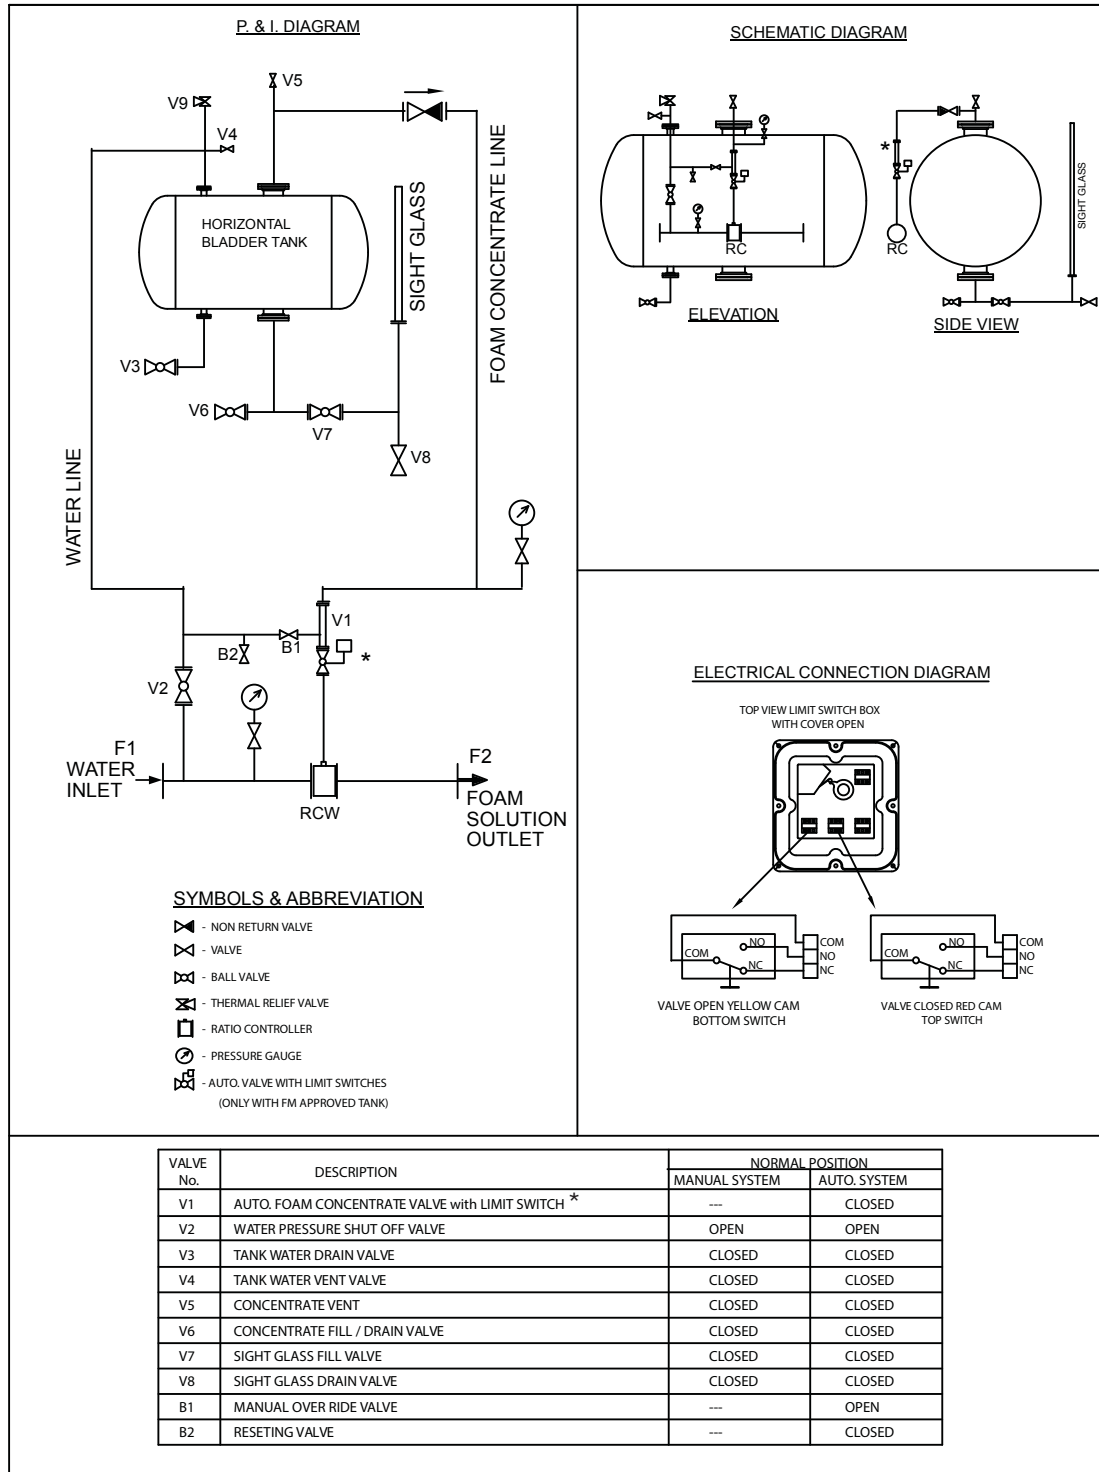 P. & I. DIAGRAM
V5
V9
V4
HORIZONTAL
BLADDER TANK
SIGHT GLASS
FOAM CONCENTRATE LINE
V3
V6
V7
V8
WATER LINE
V1
B2
B1
*
V2
F1
WATER
INLET
RCW
F2
FOAM
SOLUTION
OUTLET
SYMBOLS & ABBREVIATION
- NON RETURN VALVE
- VALVE
- BALL VALVE
- THERMAL RELIEF VALVE
- RATIO CONTROLLER
- PRESSURE GAUGE
- AUTO. VALVE WITH LIMIT SWITCHES
(ONLY WITH FM APPROVED TANK)
SCHEMATIC DIAGRAM
RC
ELEVATION
*
RC
SIGHT GLASS
SIDE VIEW
ELECTRICAL CONNECTION DIAGRAM
TOP VIEW LIMIT SWITCH BOX
WITH COVER OPEN
COM
NO
NC
COM
NO
NC
VALVE OPEN YELLOW CAM
BOTTOM SWITCH
COM
NO
NC
COM
NO
NC
VALVE CLOSED RED CAM
TOP SWITCH
VALVE No. DESCRIPTION NORMAL POSITION
MANUAL SYSTEM AUTO. SYSTEM
V1 AUTO. FOAM CONCENTRATE VALVE with LIMIT SWITCH * --- CLOSED
V2 WATER PRESSURE SHUT OFF VALVE OPEN OPEN
V3 TANK WATER DRAIN VALVE CLOSED CLOSED
V4 TANK WATER VENT VALVE CLOSED CLOSED
V5 CONCENTRATE VENT CLOSED CLOSED
V6 CONCENTRATE FILL / DRAIN VALVE CLOSED CLOSED
V7 SIGHT GLASS FILL VALVE CLOSED CLOSED
V8 SIGHT GLASS DRAIN VALVE CLOSED CLOSED
B1 MANUAL OVER RIDE VALVE --- OPEN
B2 RESETING VALVE --- CLOSED